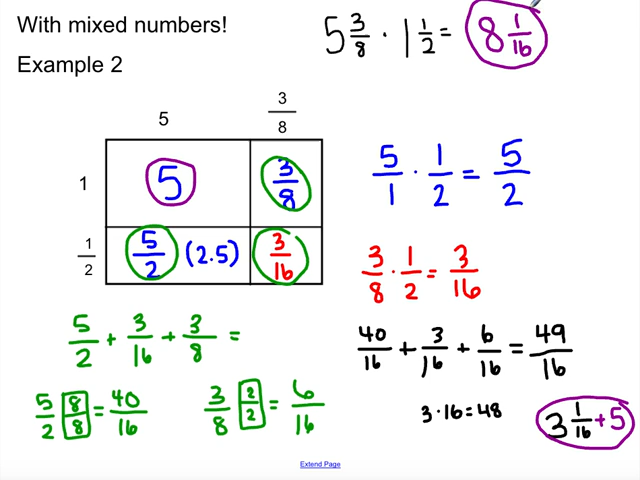 With mixed numbers!
5 3/8 · 1 1/2 = 8 1/16
Example 2
5 3/8
1 5 3/8
5/1 · 1/2 = 5/2
1/2 5/2 (2.5) 3/16
3/8 · 1/2 = 3/16
5/2 + 3/16 + 3/8 =
40/16 + 3/16 + 6/16 = 49/16
5/2 8/8 = 40/16
3/8 2/2 = 6/16
3 · 16 = 48
3 1/16 + 5
Extend Page